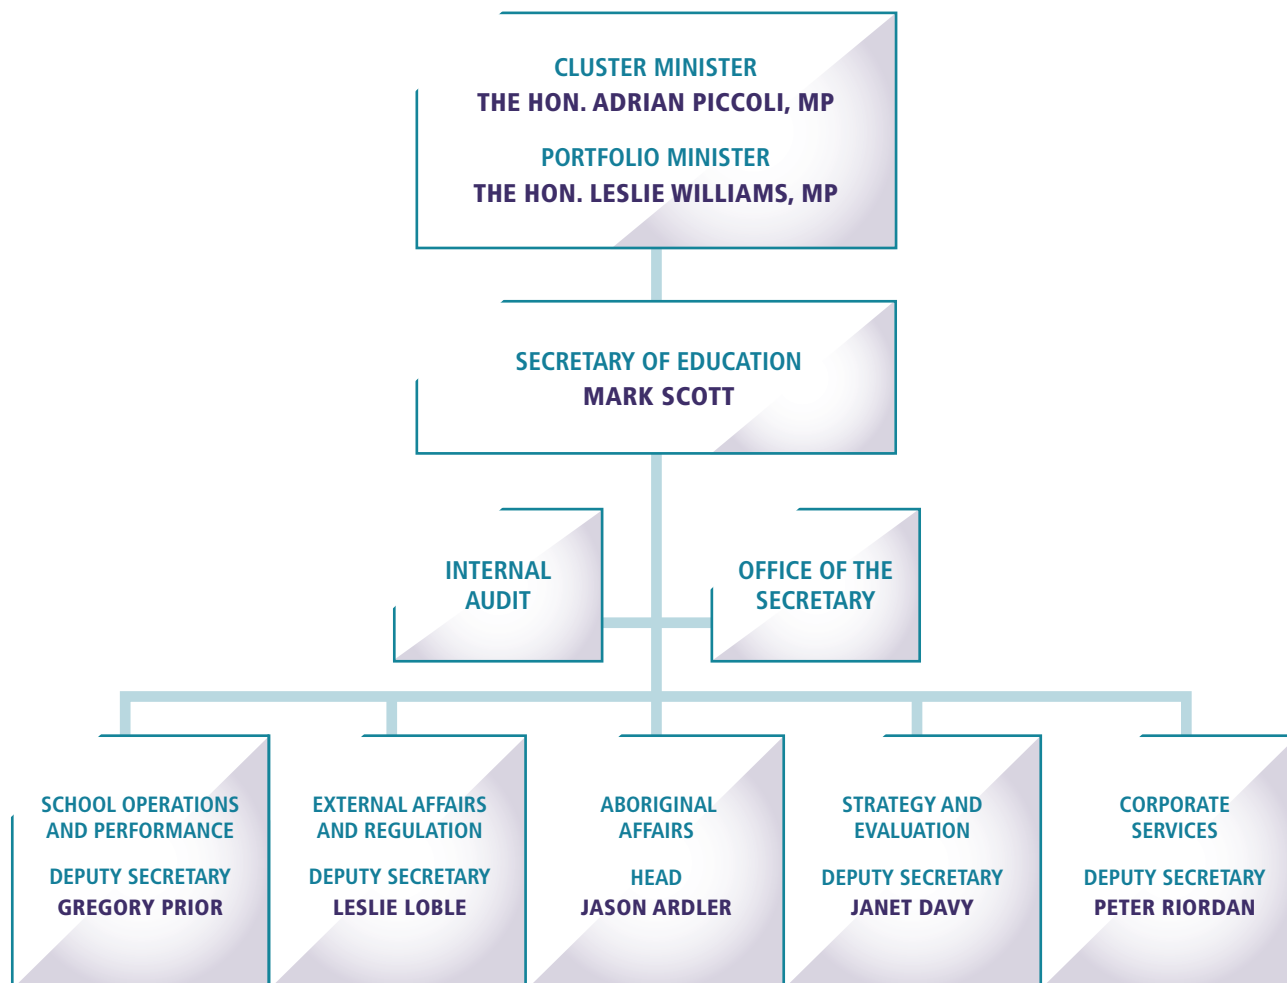 CLUSTER MINISTER
THE HON. ADRIAN PICCOLI, MP
PORTFOLIO MINISTER
THE HON. LESLIE WILLIAMS, MP
SECRETARY OF EDUCATION
MARK SCOTT
INTERNAL
AUDIT
OFFICE OF THE
SECRETARY
SCHOOL OPERATIONS
AND PERFORMANCE
DEPUTY SECRETARY
GREGORY PRIOR
EXTERNAL AFFAIRS
AND REGULATION
DEPUTY SECRETARY
LESLIE LOBLE
ABORIGINAL
AFFAIRS
HEAD
JASON ARDLER
STRATEGY AND
EVALUATION
DEPUTY SECRETARY
JANET DAVY
CORPORATE
SERVICES
DEPUTY SECRETARY
PETER RIORDAN